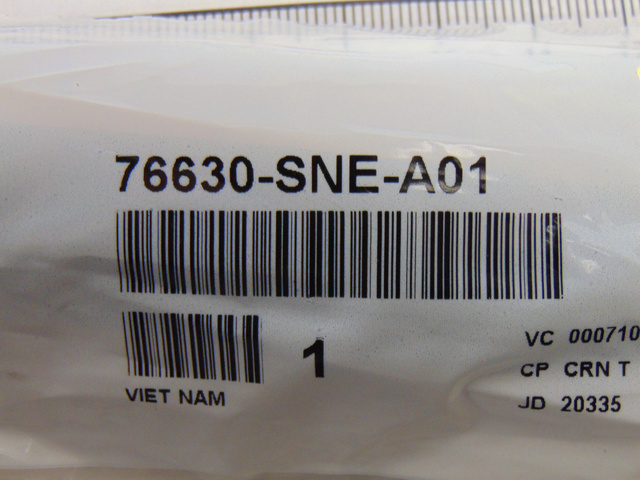 76630-SNE-A01
1
VIET NAM
VC 000710
CP CRN T
JD 20335